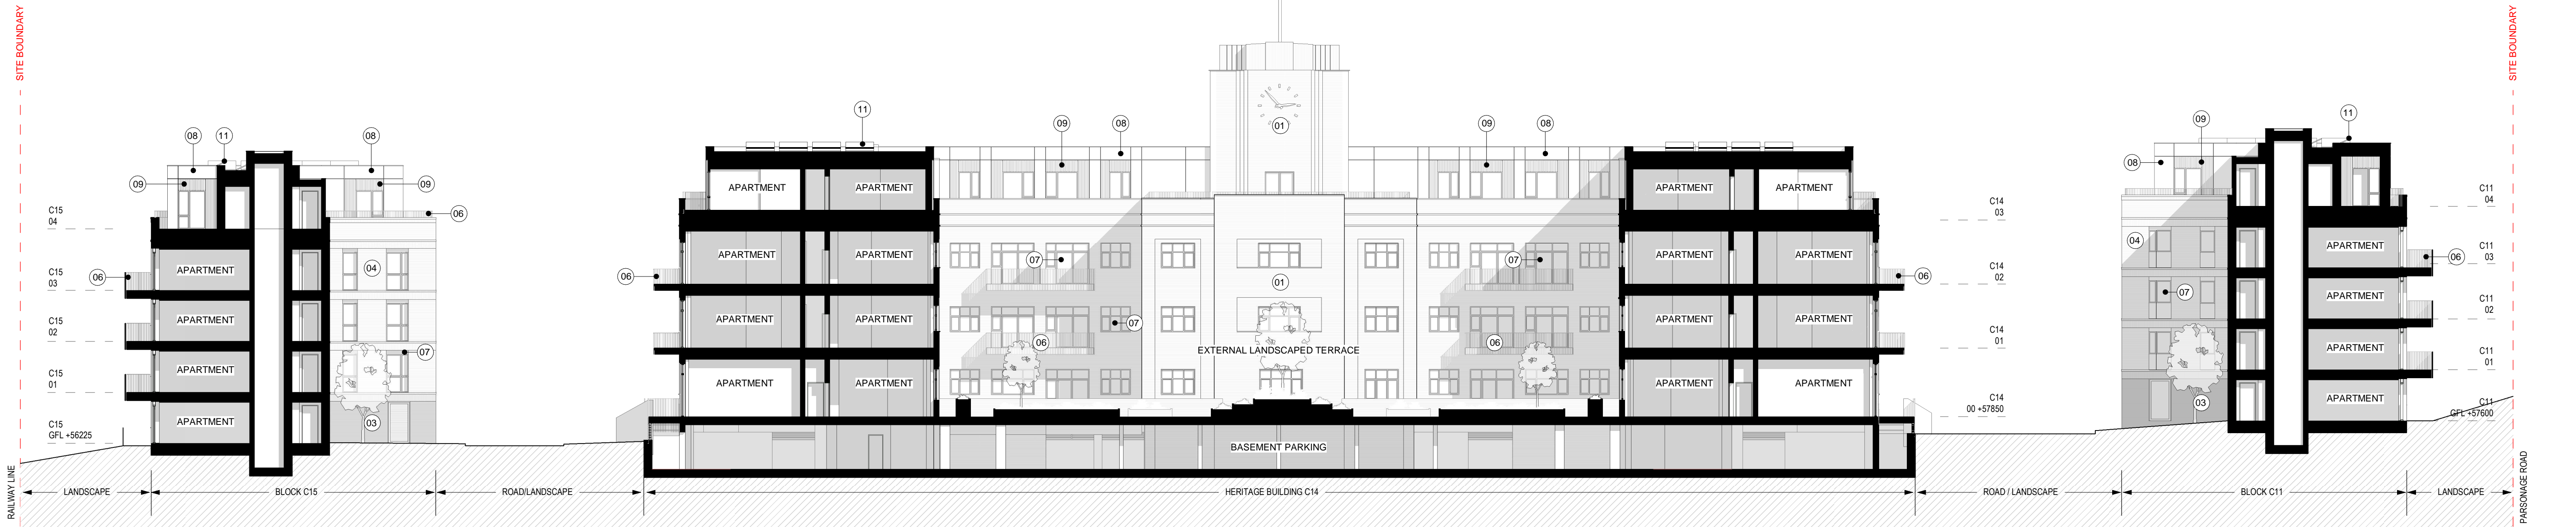 SITE BOUNDARY
SITE BOUNDARY
01
11
09
08
09
08
11
08
11
08
09
08
09
09
06
C15
04
C15
03
C15
02
C15
01
C15
GFL +56225
06
04
07
03
APARTMENT
APARTMENT
APARTMENT
APARTMENT
APARTMENT
APARTMENT
APARTMENT
APARTMENT
APARTMENT
APARTMENT
APARTMENT
APARTMENT
06
07
07
06
01
07
06
EXTERNAL LANDSCAPED TERRACE
BASEMENT PARKING
APARTMENT
APARTMENT
APARTMENT
APARTMENT
APARTMENT
APARTMENT
APARTMENT
APARTMENT
06
C14
03
C14
02
C14
01
C14
00 +57850
04
07
03
APARTMENT
APARTMENT
APARTMENT
APARTMENT
06
C11
04
C11
03
C11
02
C11
01
C11
GFL +57600
RAILWAY LINE
LANDSCAPE
BLOCK C15
ROAD/LANDSCAPE
HERITAGE BUILDING C14
ROAD / LANDSCAPE
BLOCK C11
LANDSCAPE
PARSONAGE ROAD